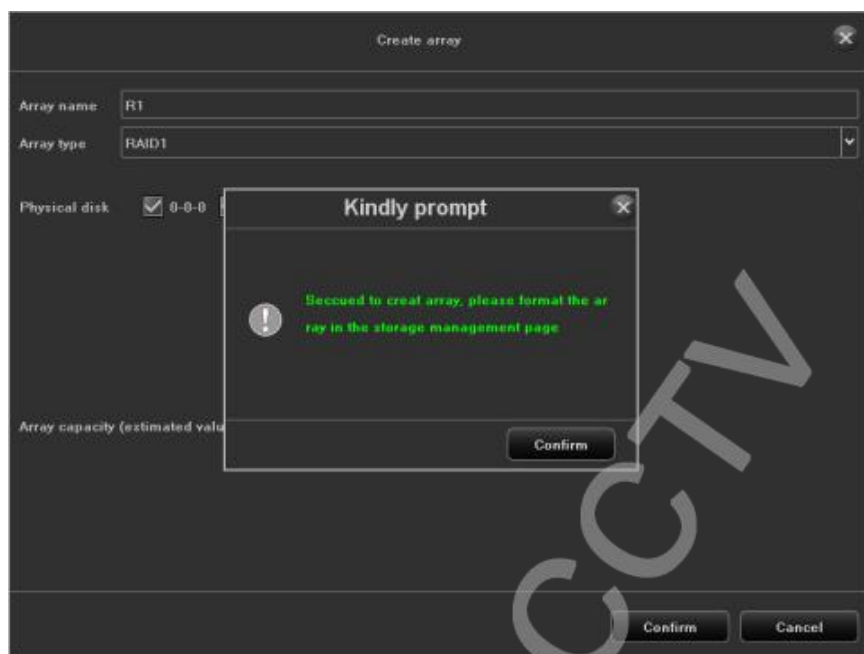 Create array
Array name R1
Array type RAID1
Physical disk 0-0-0
Kindly prompt
Seccued to creat array, please format the ar
ray in the storage management page
Array capacity (estimated valu
Confirm
Confirm Cancel
CCTV